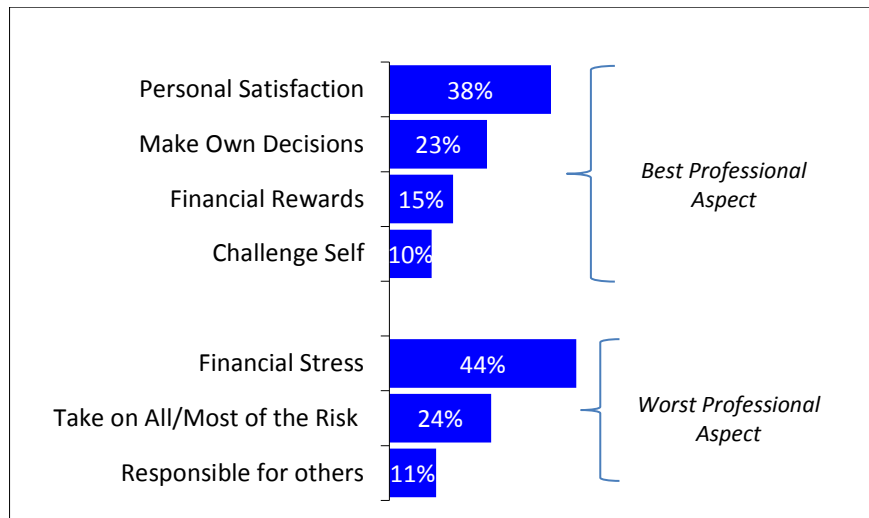 Personal Satisfaction 38%
Make Own Decisions 23%
Financial Rewards 15%
Challenge Self 10%
Best Professional
Aspect
Financial Stress 44%
Take on All/Most of the Risk 24%
Responsible for others 11%
Worst Professional
Aspect